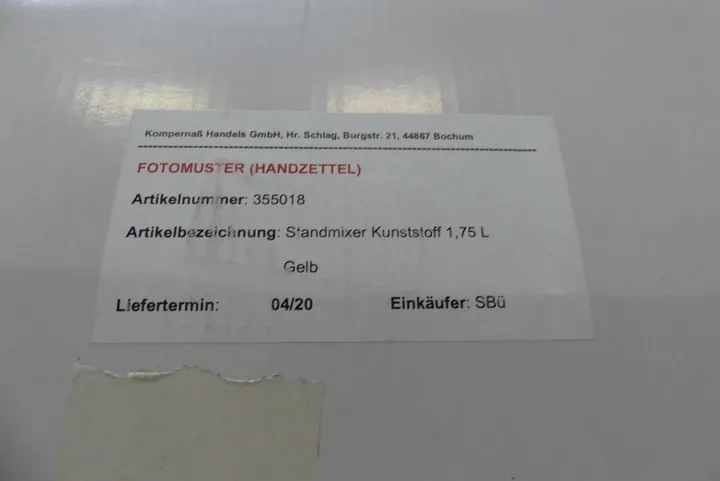 Kompernaß Handels GmbH, Hr. Schlag, Burgstr. 21, 44867 Bochum
FOTOMUSTER (HANDZETTEL)
Artikelnummer: 355018
Artikelbezeichnung: Standmixer Kunststoff 1,75 L
Gelb
Liefertermin: 04/20 Einkäufer: SBü